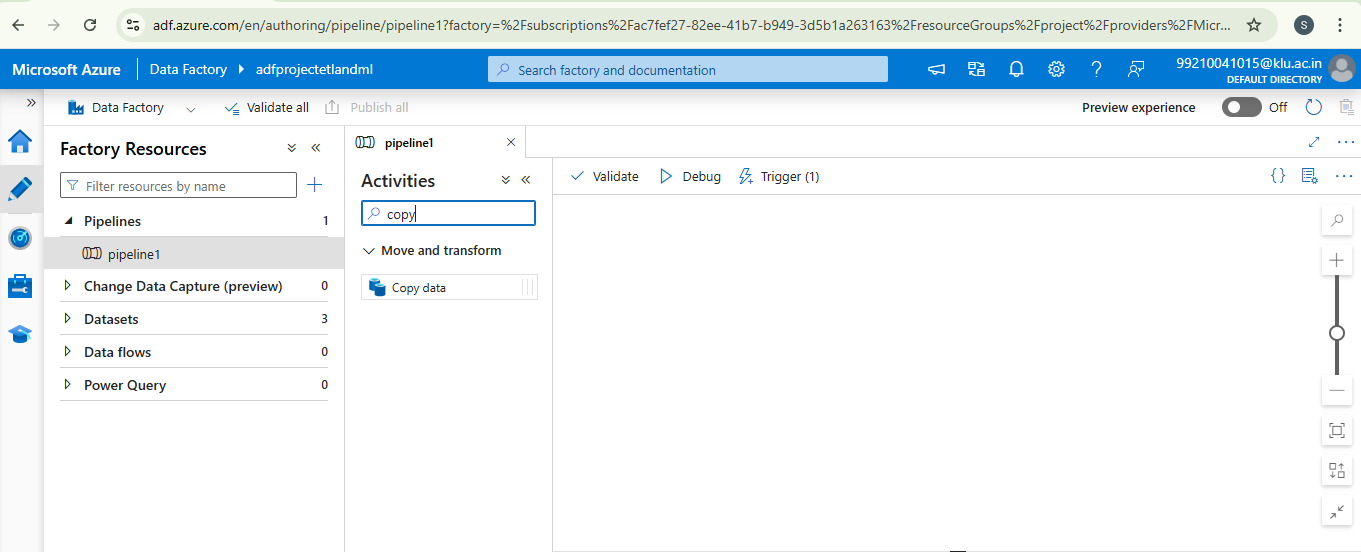 adf.azure.com/en/authoring/pipeline/pipeline1?factory=%2Fsubscriptions%2Fac7fef27-82ee-41b7-b949-3d5b1a263163%2FresourceGroups%2Fproject%2Fproviders%2FMicr...
S
Microsoft Azure
Data Factory
adfprojectetlandml
Search factory and documentation
99210041015@klu.ac.in
DEFAULT DIRECTORY
Data Factory
Validate all
Publish all
Preview experience
Off
Factory Resources
Filter resources by name
Pipelines 1
pipeline1
Change Data Capture (preview) 0
Datasets 3
Data flows 0
Power Query 0
pipeline1
Activities
copy
Move and transform
Copy data
Validate
Debug
Trigger (1)